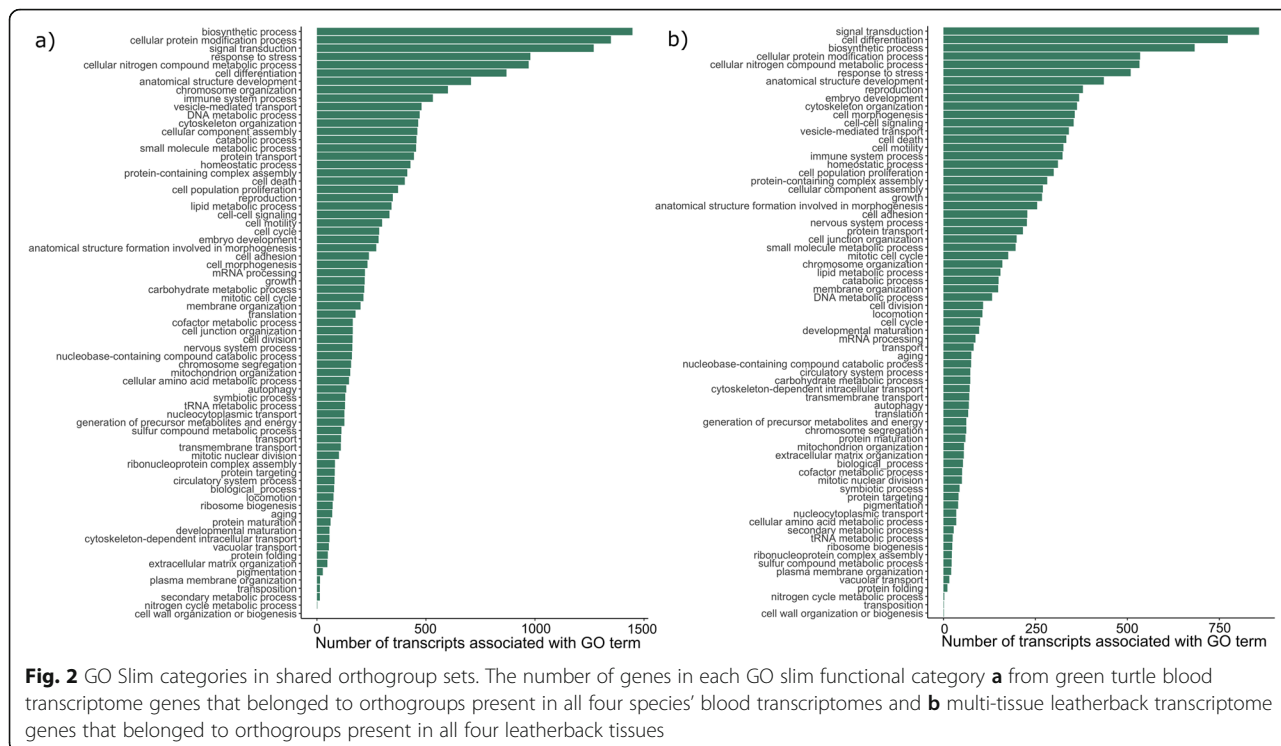 a)
biosynthetic process
cellular protein modification process
signal transduction
response to stress
cellular nitrogen compound metabolic process
cell differentiation
anatomical structure development
chromosome organization
immune system process
vesicle-mediated transport
DNA metabolic process
cytoskeleton organization
cellular component assembly
catabolic process
small molecule metabolic process
protein transport
homeostatic process
protein-containing complex assembly
cell death
cell population proliferation
reproduction
lipid metabolic process
cell-cell signaling
cell motility
cell cycle
embryo development
anatomical structure formation involved in morphogenesis
cell adhesion
cell morphogenesis
mRNA processing
growth
carbohydrate metabolic process
mitotic cell cycle
membrane organization
translation
cofactor metabolic process
cell junction organization
cell division
nervous system process
nucleobase-containing compound catabolic process
chromosome segregation
mitochondrion organization
cellular amino acid metabolic process
autophagy
symbiotic process
tRNA metabolic process
nucleocytoplasmic transport
generation of precursor metabolites and energy
sulfur compound metabolic process
transport
transmembrane transport
mitotic nuclear division
ribonucleoprotein complex assembly
protein targeting
circulatory system process
biological_process
locomotion
ribosome biogenesis
aging
protein maturation
developmental maturation
cytoskeleton-dependent intracellular transport
vacuolar transport
protein folding
extracellular matrix organization
pigmentation
plasma membrane organization
transposition
secondary metabolic process
nitrogen cycle metabolic process
cell wall organization or biogenesis
0 500 1000 1500
Number of transcripts associated with GO term
b)
signal transduction
cell differentiation
biosynthetic process
cellular protein modification process
cellular nitrogen compound metabolic process
response to stress
anatomical structure development
reproduction
embryo development
cytoskeleton organization
cell morphogenesis
cell-cell signaling
vesicle-mediated transport
cell death
cell motility
immune system process
homeostatic process
cell population proliferation
protein-containing complex assembly
cellular component assembly
growth
anatomical structure formation involved in morphogenesis
cell adhesion
nervous system process
protein transport
cell junction organization
small molecule metabolic process
mitotic cell cycle
chromosome organization
lipid metabolic process
catabolic process
membrane organization
DNA metabolic process
cell division
locomotion
cell cycle
developmental maturation
mRNA processing
transport
aging
nucleobase-containing compound catabolic process
circulatory system process
carbohydrate metabolic process
cytoskeleton-dependent intracellular transport
transmembrane transport
autophagy
translation
generation of precursor metabolites and energy
chromosome segregation
protein maturation
mitochondrion organization
extracellular matrix organization
biological_process
cofactor metabolic process
mitotic nuclear division
symbiotic process
protein targeting
pigmentation
nucleocytoplasmic transport
cellular amino acid metabolic process
secondary metabolic process
tRNA metabolic process
ribosome biogenesis
ribonucleoprotein complex assembly
sulfur compound metabolic process
plasma membrane organization
vacuolar transport
protein folding
nitrogen cycle metabolic process
transposition
cell wall organization or biogenesis
0 250 500 750
Number of transcripts associated with GO term
Fig. 2 GO Slim categories in shared orthogroup sets. The number of genes in each GO slim functional category a from green turtle blood
transcriptome genes that belonged to orthogroups present in all four species' blood transcriptomes and b multi-tissue leatherback transcriptome
genes that belonged to orthogroups present in all four leatherback tissues